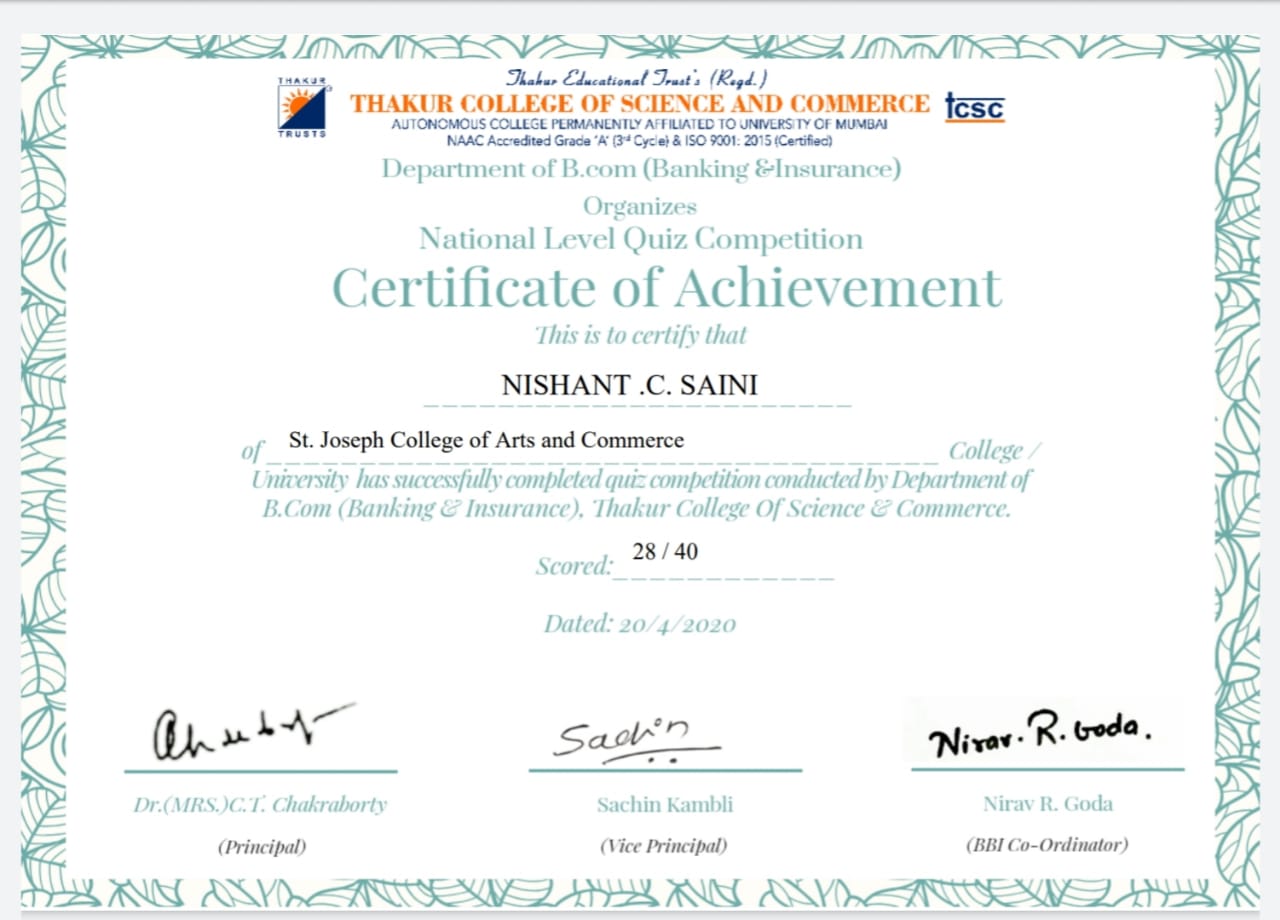 THAKUR
TRUSTS
Thakur Educational Trust's (Regd.)
THAKUR COLLEGE OF SCIENCE AND COMMERCE
tcsc
AUTONOMOUS COLLEGE PERMANENTLY AFFILIATED TO UNIVERSITY OF MUMBAI
NAAC Accredited Grade 'A' (3rd Cycle) & ISO 9001: 2015 (Certified)
Department of B.com (Banking &Insurance)
Organizes
National Level Quiz Competition
Certificate of Achievement
This is to certify that
NISHANT .C. SAINI
of St. Joseph College of Arts and Commerce College /
University has successfully completed quiz competition conducted by Department of
B.Com (Banking & Insurance), Thakur College Of Science & Commerce.
Scored: 28 / 40
Dated: 20/4/2020
Sachin
Nirav. R. Goda.
Dr.(MRS.)C.T. Chakraborty
Sachin Kambli
Nirav R. Goda
(Principal)
(Vice Principal)
(BBI Co-Ordinator)